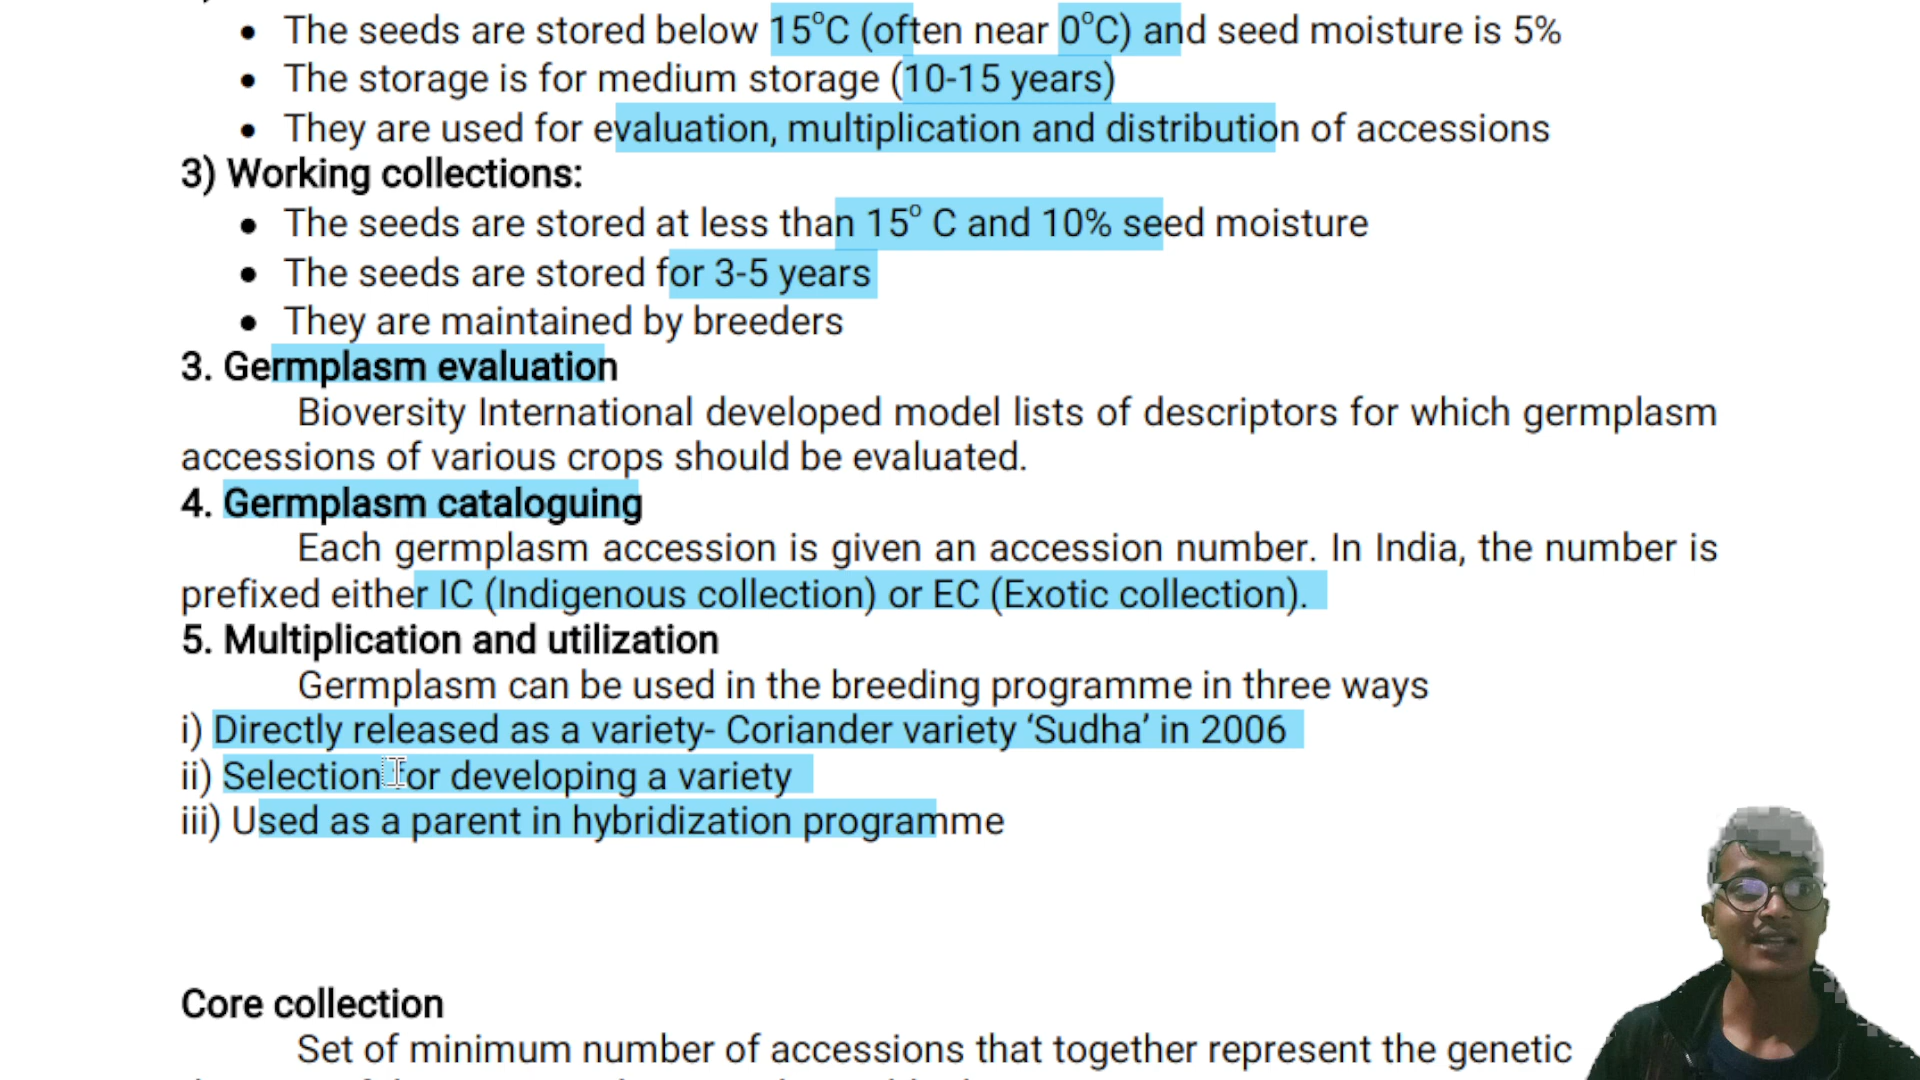 • The seeds are stored below 15°C (often near 0°C) and seed moisture is 5%
• The storage is for medium storage (10-15 years)
• They are used for evaluation, multiplication and distribution of accessions
3) Working collections:
• The seeds are stored at less than 15° C and 10% seed moisture
• The seeds are stored for 3-5 years
• They are maintained by breeders
3. Germplasm evaluation
Bioversity International developed model lists of descriptors for which germplasm
accessions of various crops should be evaluated.
4. Germplasm cataloguing
Each germplasm accession is given an accession number. In India, the number is
prefixed either IC (Indigenous collection) or EC (Exotic collection).
5. Multiplication and utilization
Germplasm can be used in the breeding programme in three ways
i) Directly released as a variety- Coriander variety ‘Sudha’ in 2006
ii) Selection for developing a variety
iii) Used as a parent in hybridization programme
Core collection
Set of minimum number of accessions that together represent the genetic